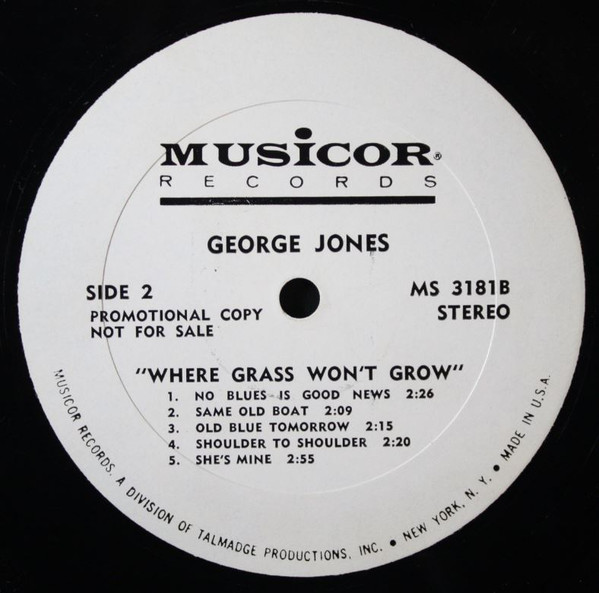 MUSICOR®
RECORDS
GEORGE JONES
SIDE 2
PROMOTIONAL COPY
NOT FOR SALE
MS 3181B
STEREO
"WHERE GRASS WON'T GROW"
1. NO BLUES IS GOOD NEWS 2:26
2. SAME OLD BOAT 2:09
3. OLD BLUE TOMORROW 2:15
4. SHOULDER TO SHOULDER 2:20
5. SHE'S MINE 2:55
MUSICOR RECORDS. A DIVISION OF TALMADGE PRODUCTIONS, INC. • NEW YORK, N. Y. • MADE IN U.S.A.